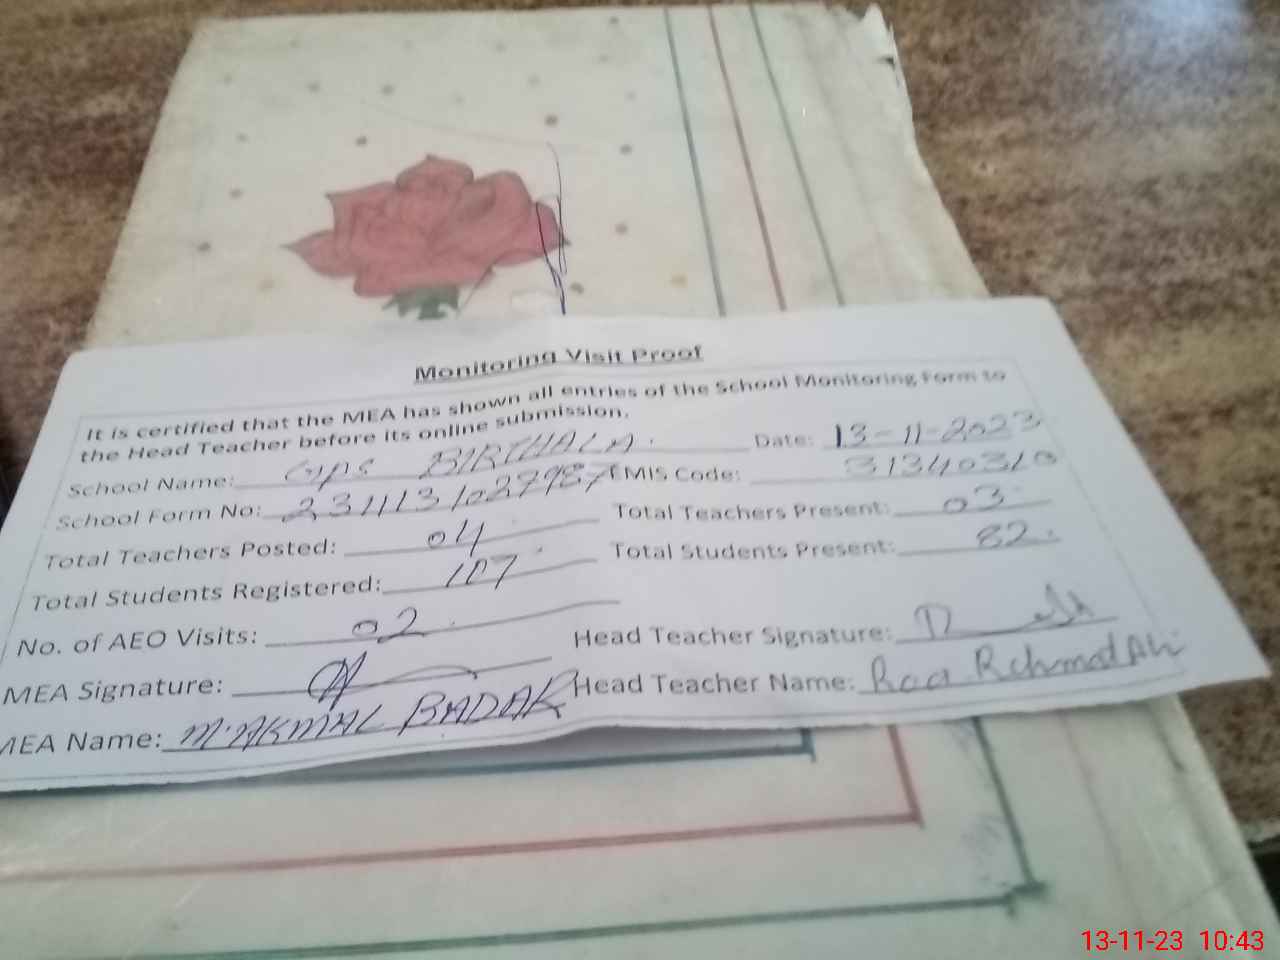 Monitoring Visit Proof
It is certified that the MEA has shown all entries of the School Monitoring Form to
the Head Teacher before its online submission.
School Name: GPS BIRTHALA. Date: 13-11-2023
School Form No: EMIS Code: 31340310
Total Teachers Posted: 04 Total Teachers Present: 03
Total Students Registered: 107 Total Students Present: 82.
No. of AEO Visits: 02
MEA Signature: Head Teacher Signature:
MEA Name: M. AKMAL BADAR Head Teacher Name: Rao Rehmat Ali
13-11-23 10:43